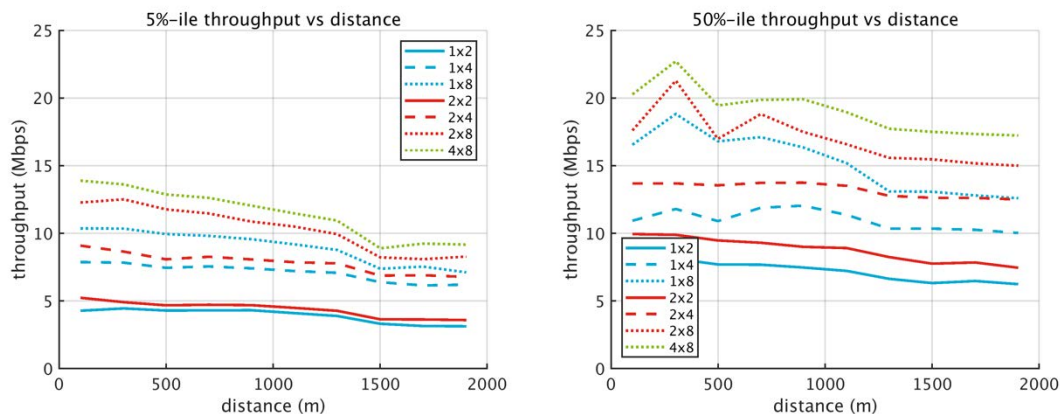 5%-ile throughput vs distance
25
20
15
10
5
0
throughput (Mbps)
1x2
1x4
1x8
2x2
2x4
2x8
4x8
0 500 1000 1500 2000
distance (m)
50%-ile throughput vs distance
25
20
15
10
5
0
throughput (Mbps)
1x2
1x4
1x8
2x2
2x4
2x8
4x8
0 500 1000 1500 2000
distance (m)